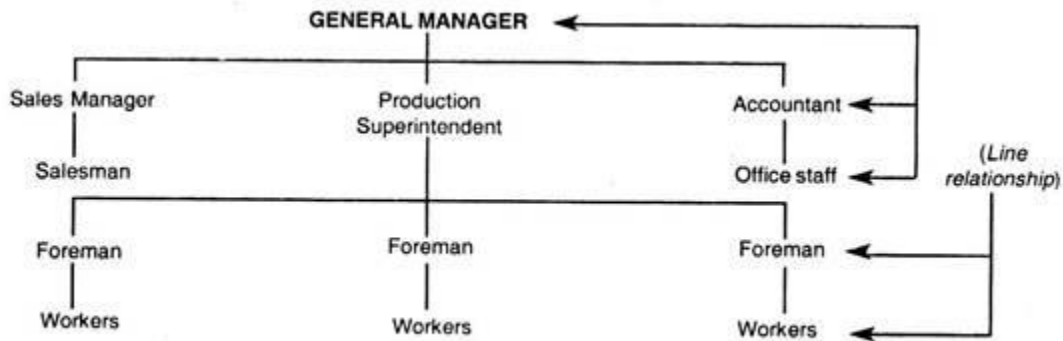 GENERAL MANAGER
Sales Manager
Production
Superintendent
Accountant
Salesman
Office staff
(Line
relationship)
Foreman
Foreman
Foreman
Workers
Workers
Workers